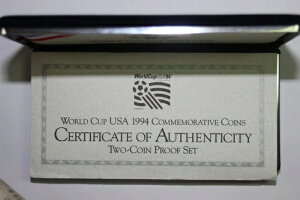 WorldCupUSA94
WORLD CUP USA 1994 COMMEMORATIVE COINS
CERTIFICATE OF AUTHENTICITY
TWO-COIN PROOF SET